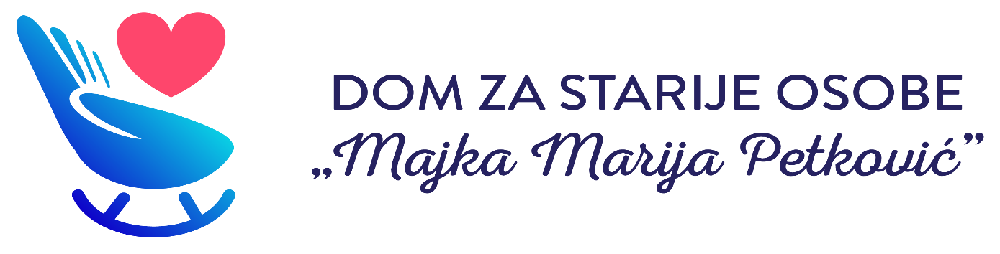 DOM ZA STARIJE OSOBE
„Majka Marija Petković”